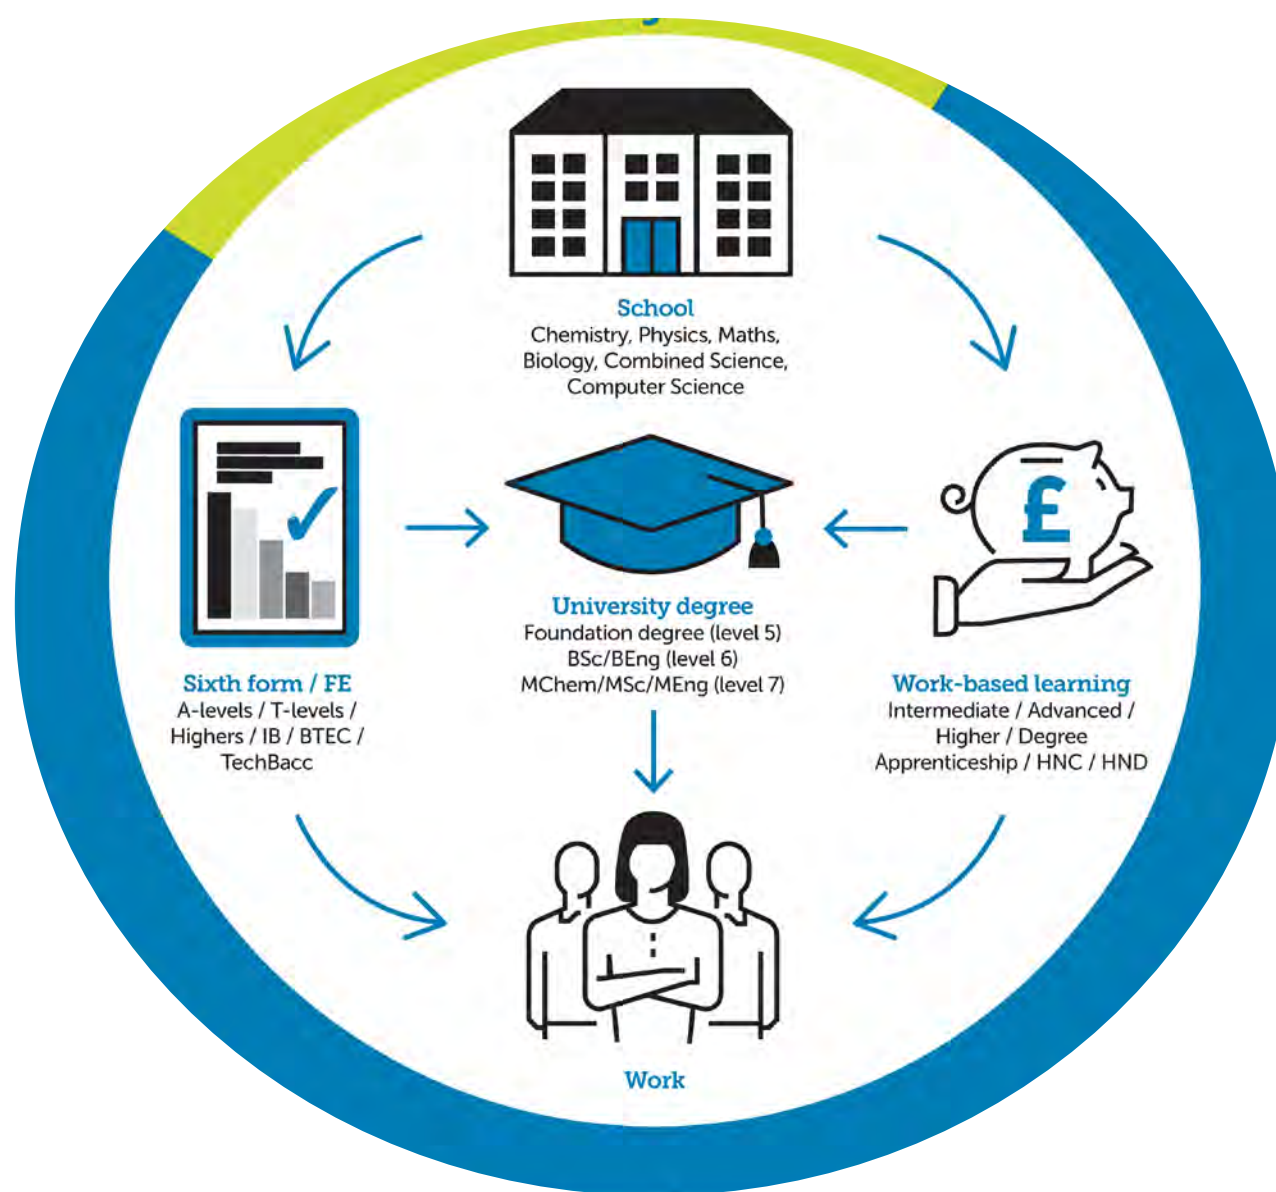 School
Chemistry, Physics, Maths,
Biology, Combined Science,
Computer Science
£
University degree
Foundation degree (level 5)
BSc/BEng (level 6)
MChem/MSc/MEng (level 7)
Sixth form / FE
A-levels / T-levels /
Highers / IB / BTEC /
TechBacc
Work-based learning
Intermediate / Advanced /
Higher / Degree
Apprenticeship / HNC / HND
Work